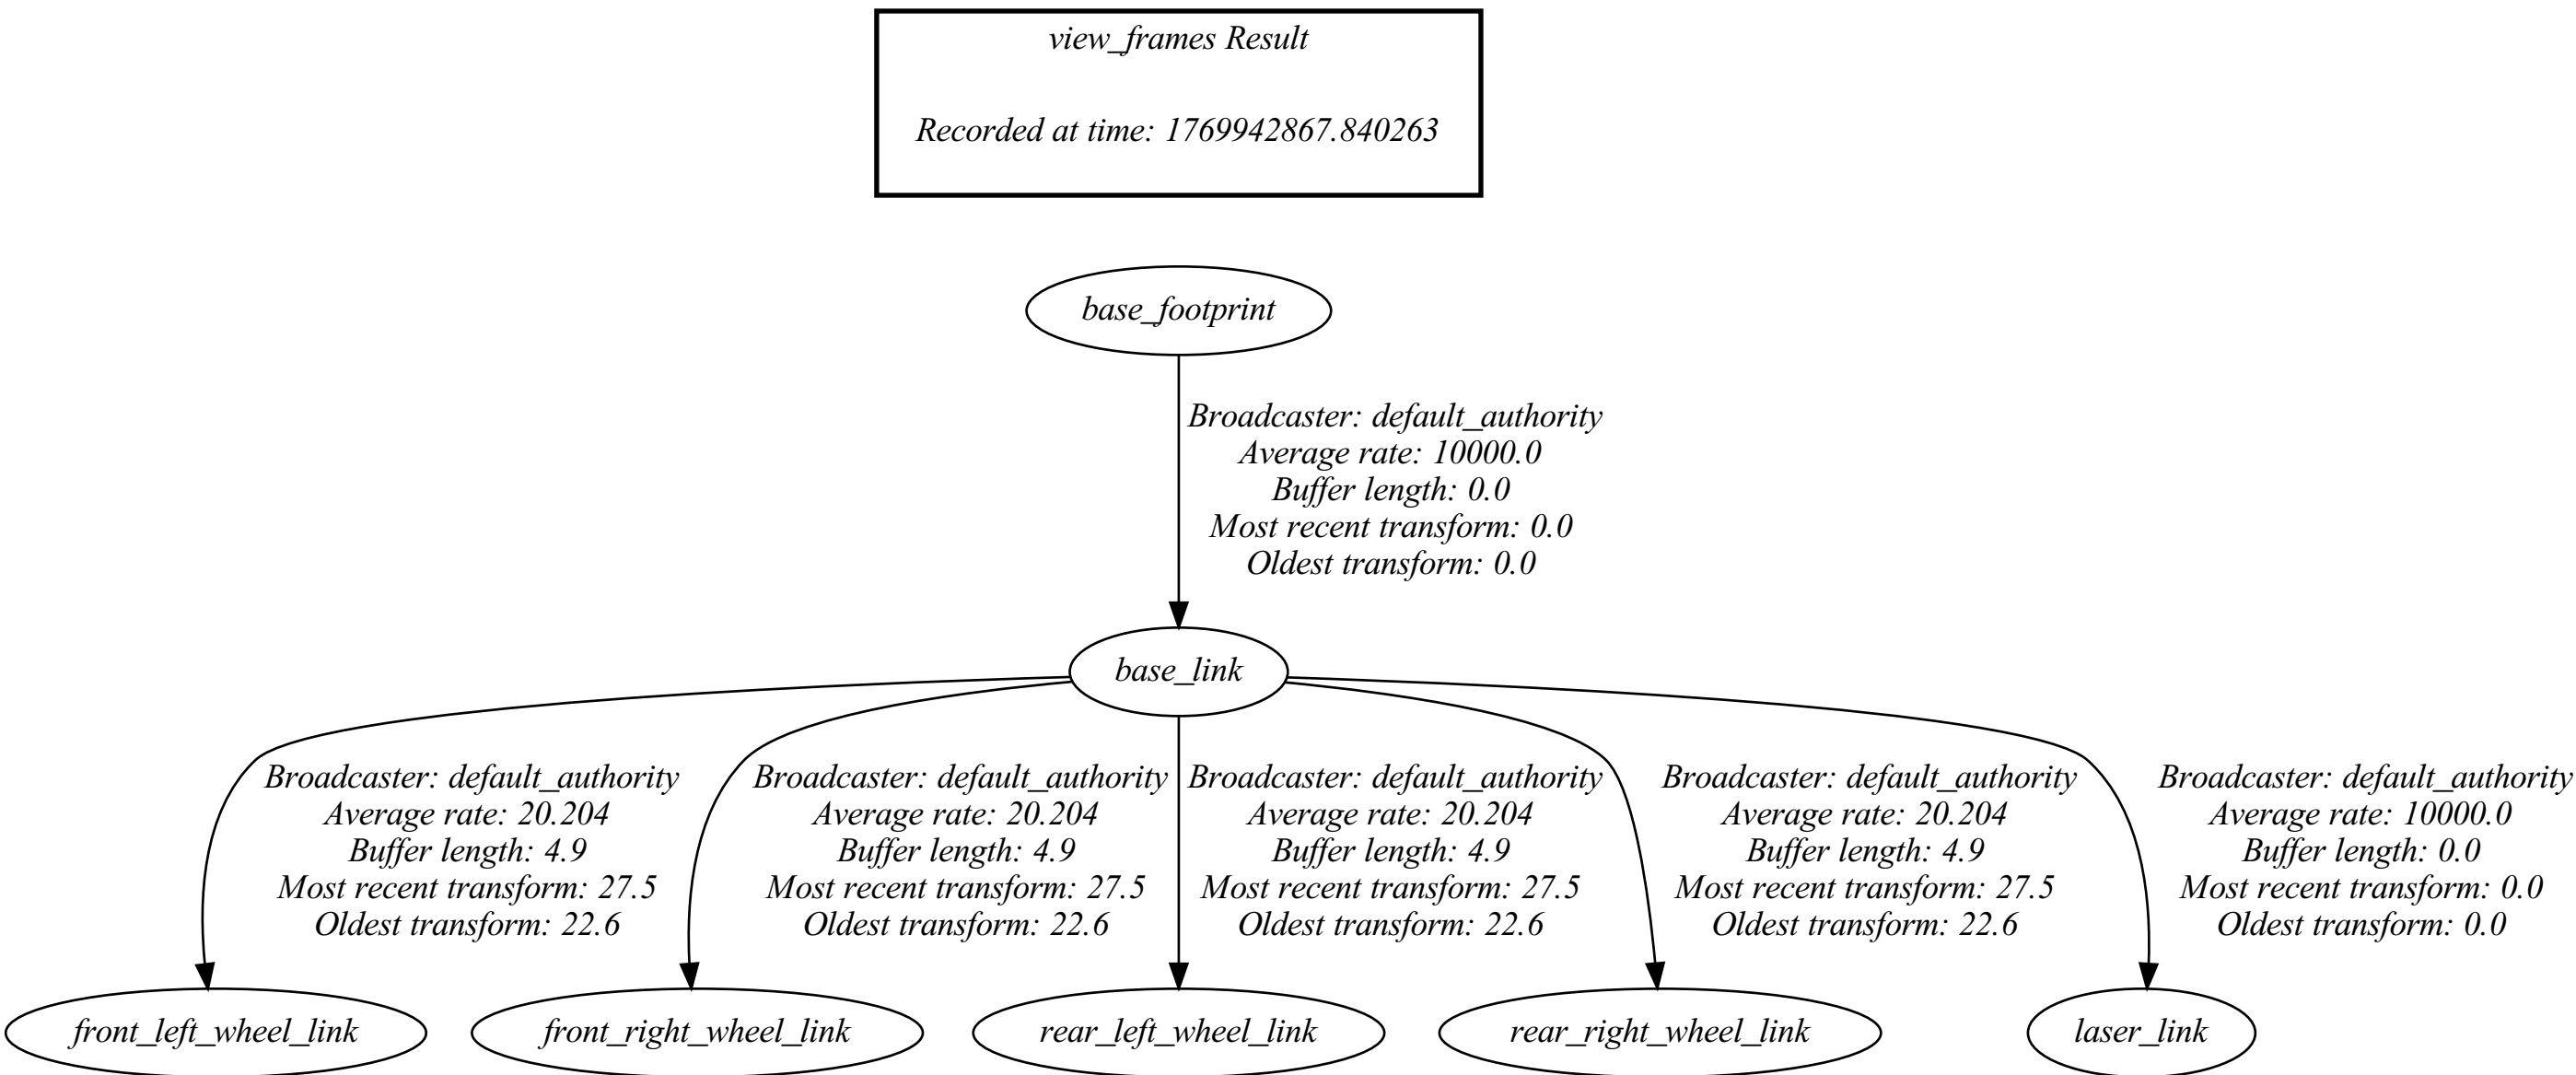 view_frames Result
Recorded at time: 1769942867.840263
base_footprint
Broadcaster: default_authority
Average rate: 10000.0
Buffer length: 0.0
Most recent transform: 0.0
Oldest transform: 0.0
base_link
Broadcaster: default_authority
Average rate: 20.204
Buffer length: 4.9
Most recent transform: 27.5
Oldest transform: 22.6
Broadcaster: default_authority
Average rate: 20.204
Buffer length: 4.9
Most recent transform: 27.5
Oldest transform: 22.6
Broadcaster: default_authority
Average rate: 20.204
Buffer length: 4.9
Most recent transform: 27.5
Oldest transform: 22.6
Broadcaster: default_authority
Average rate: 20.204
Buffer length: 4.9
Most recent transform: 27.5
Oldest transform: 22.6
Broadcaster: default_authority
Average rate: 10000.0
Buffer length: 0.0
Most recent transform: 0.0
Oldest transform: 0.0
front_left_wheel_link
front_right_wheel_link
rear_left_wheel_link
rear_right_wheel_link
laser_link